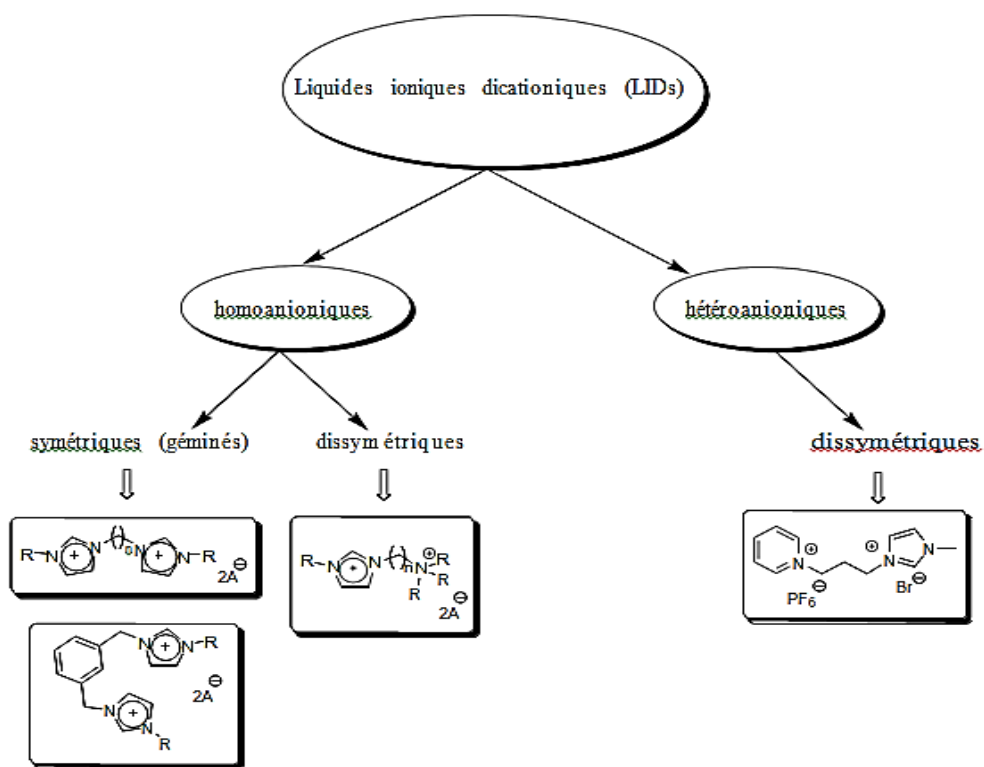 Liquides ioniques dicationiques (LIDs)
homoanioniques
hétéroanioniques
symétriques (géminés)
dissymétriques
dissymétriques
R-N + N ( ) N + N-R
2A⊖
R-N + N ( )n N ⊕ R
R
R
2A⊖
N ⊕ ⊕ N N
PF6⊖ Br⊖
N + N-R
2A⊖
N + N
R